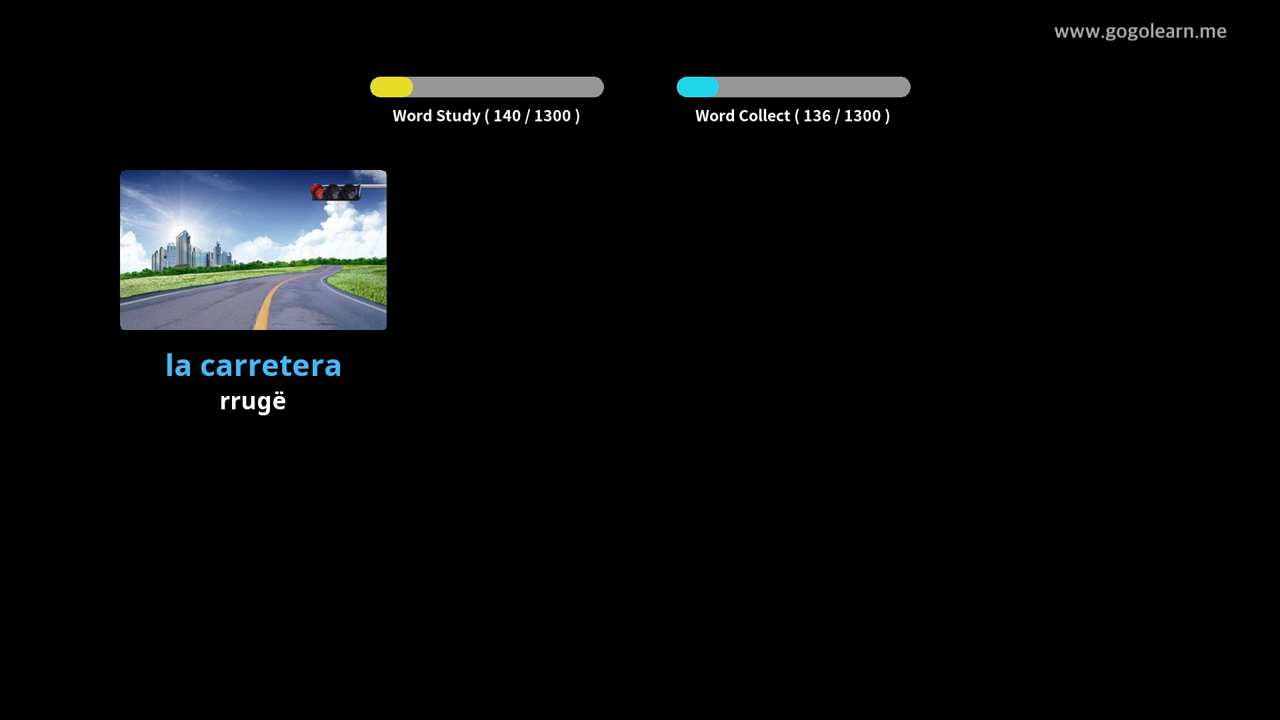 www.gogolearn.me
Word Study ( 140 / 1300 )
Word Collect ( 136 / 1300 )
la carretera
rrugë